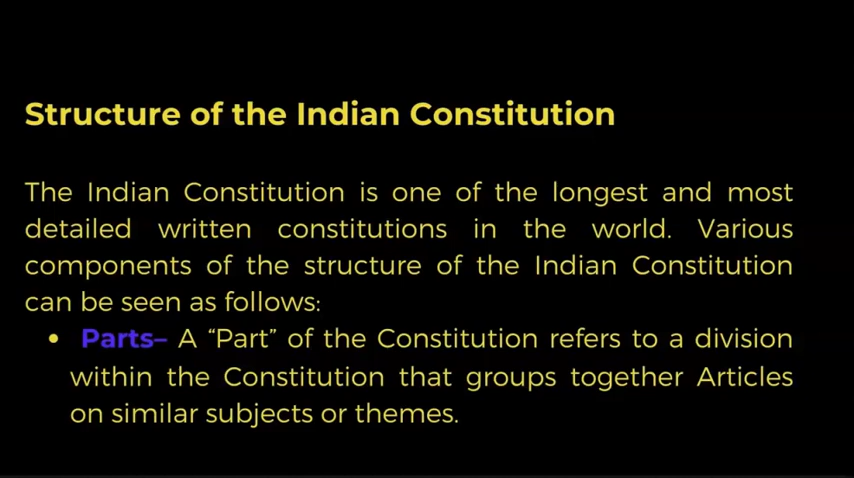 Structure of the Indian Constitution
The Indian Constitution is one of the longest and most
detailed written constitutions in the world. Various
components of the structure of the Indian Constitution
can be seen as follows:
• Parts– A “Part” of the Constitution refers to a division
within the Constitution that groups together Articles
on similar subjects or themes.